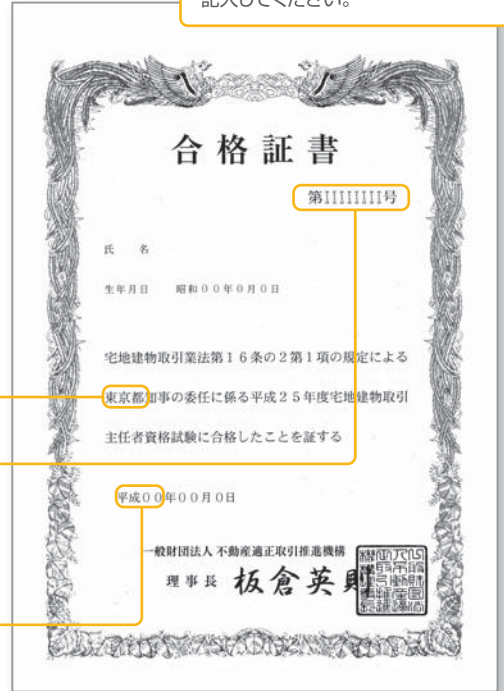 記入してください。
合格証書
第IIIIIIII号
氏 名
生年月日 昭和00年0月0日
宅地建物取引業法第16条の2第1項の規定による
東京都知事の委任に係る平成25年度宅地建物取引
主任者資格試験に合格したことを証する
平成00年00月0日
一般財団法人 不動産適正取引推進機構
理事長 板倉英則